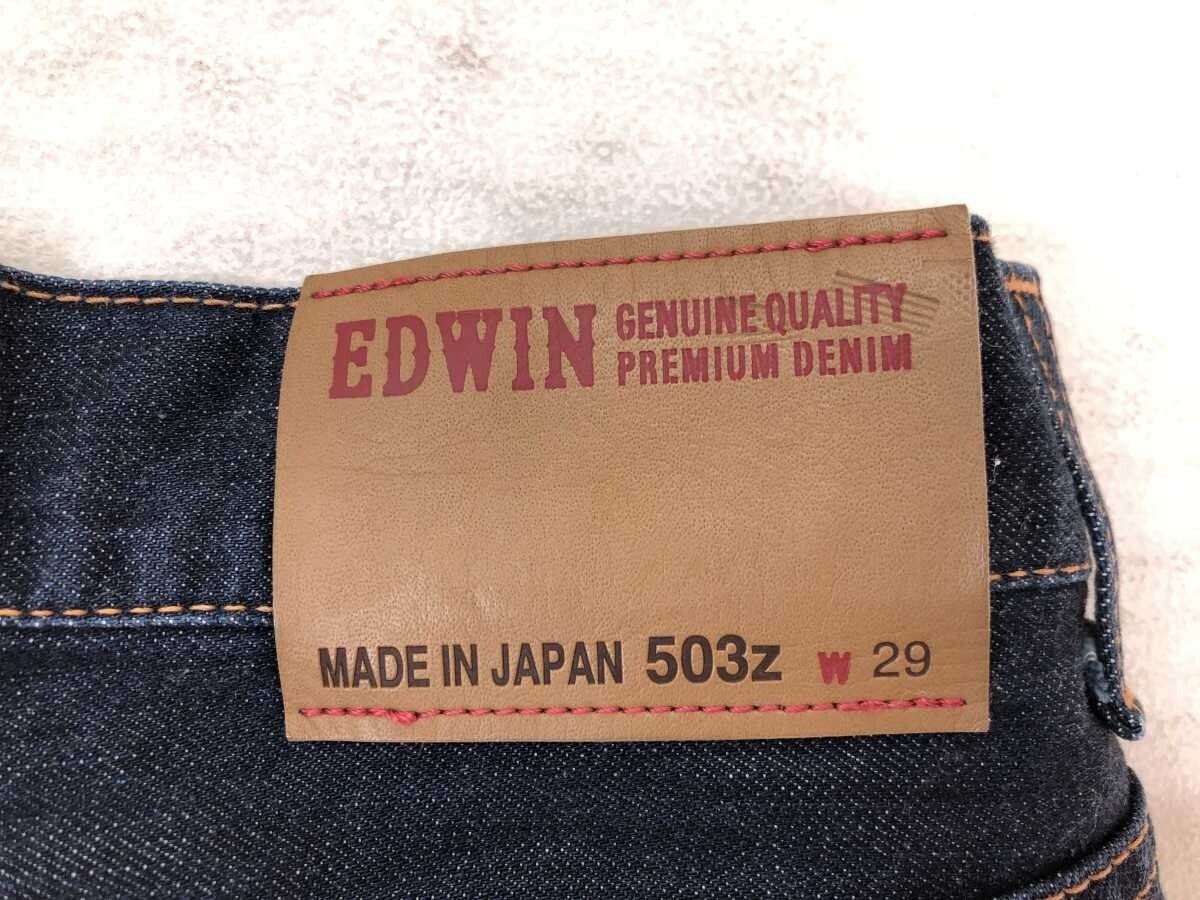 EDWIN GENUINE QUALITY
PREMIUM DENIM
MADE IN JAPAN 503z W 29